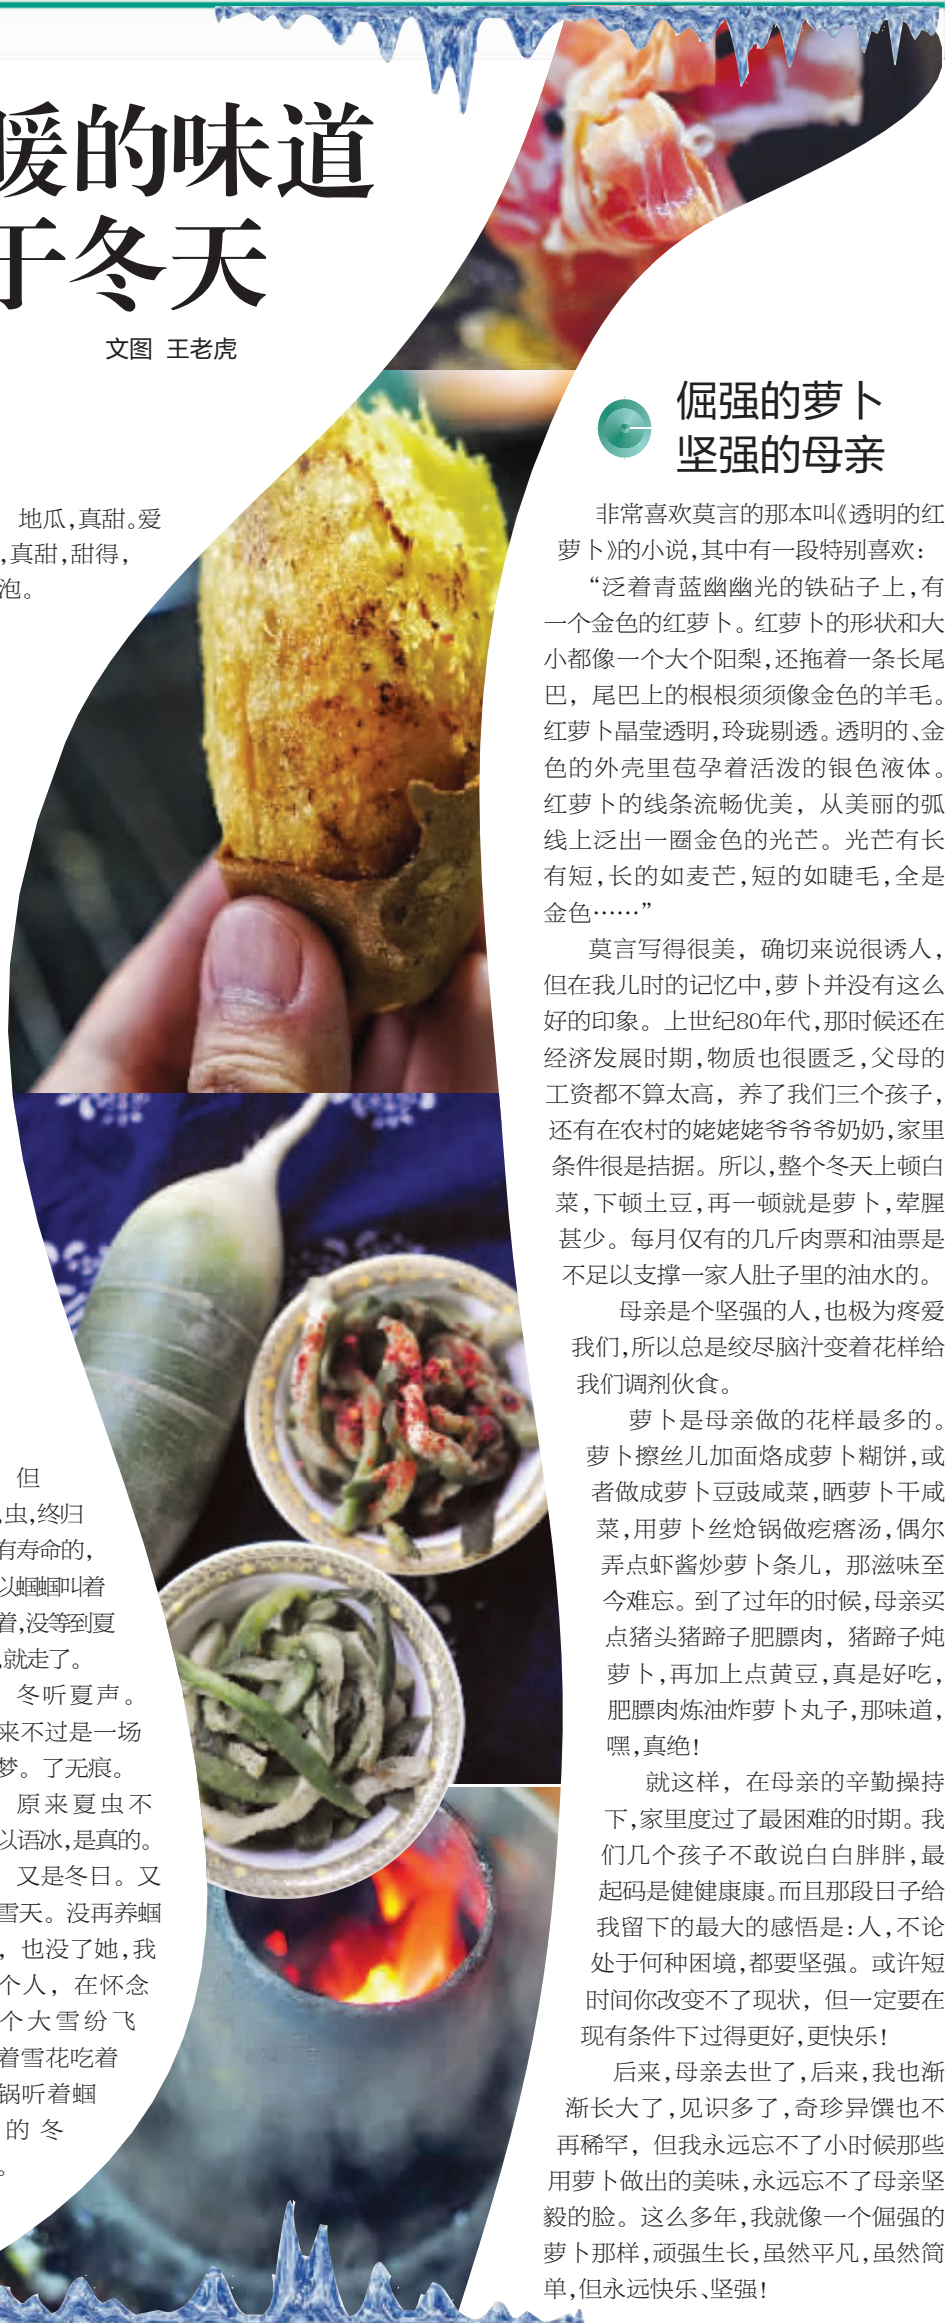 暖的味道
于冬天
文图 王老虎
地瓜,真甜。爱
,真甜,甜得,
泡。
但
,虫,终归
有寿命的,
以蝈蝈叫着
着,没等到夏
,就走了。
冬听夏声。
来不过是一场
梦。了无痕。
原来夏虫不
以语冰,是真的。
又是冬日。又
雪天。没再养蝈
，也没了她,我
个人，在怀念
个大雪纷飞
着雪花吃着
锅听着蝈
的冬
。
倔强的萝卜
坚强的母亲
非常喜欢莫言的那本叫《透明的红
萝卜》的小说,其中有一段特别喜欢：
“泛着青蓝幽幽光的铁砧子上,有
一个金色的红萝卜。红萝卜的形状和大
小都像一个大个阳梨,还拖着一条长尾
巴，尾巴上的根根须须像金色的羊毛。
红萝卜晶莹透明,玲珑剔透。透明的、金
色的外壳里苞孕着活泼的银色液体。
红萝卜的线条流畅优美，从美丽的弧
线上泛出一圈金色的光芒。光芒有长
有短,长的如麦芒,短的如睫毛,全是
金色……”
莫言写得很美，确切来说很诱人,
但在我儿时的记忆中,萝卜并没有这么
好的印象。上世纪80年代,那时候还在
经济发展时期,物质也很匮乏,父母的
工资都不算太高，养了我们三个孩子,
还有在农村的姥姥姥爷爷爷奶奶,家里
条件很是拮据。所以,整个冬天上顿白
菜,下顿土豆,再一顿就是萝卜,荤腥
甚少。每月仅有的几斤肉票和油票是
不足以支撑一家人肚子里的油水的。
母亲是个坚强的人,也极为疼爱
我们,所以总是绞尽脑汁变着花样给
我们调剂伙食。
萝卜是母亲做的花样最多的。
萝卜擦丝儿加面烙成萝卜糊饼,或
者做成萝卜豆豉咸菜,晒萝卜干咸
菜,用萝卜丝炝锅做疙瘩汤,偶尔
弄点虾酱炒萝卜条儿，那滋味至
今难忘。到了过年的时候,母亲买
点猪头猪蹄子肥膘肉，猪蹄子炖
萝卜,再加上点黄豆,真是好吃,
肥膘肉炼油炸萝卜丸子,那味道,
嘿,真绝!
就这样，在母亲的辛勤操持
下,家里度过了最困难的时期。我
们几个孩子不敢说白白胖胖,最
起码是健健康康。而且那段日子给
我留下的最大的感悟是:人,不论
处于何种困境,都要坚强。或许短
时间你改变不了现状，但一定要在
现有条件下过得更好,更快乐!
后来,母亲去世了,后来,我也渐
渐长大了,见识多了,奇珍异馔也不
再稀罕，但我永远忘不了小时候那些
用萝卜做出的美味,永远忘不了母亲坚
毅的脸。这么多年,我就像一个倔强的
萝卜那样,顽强生长,虽然平凡,虽然简
单,但永远快乐、坚强!